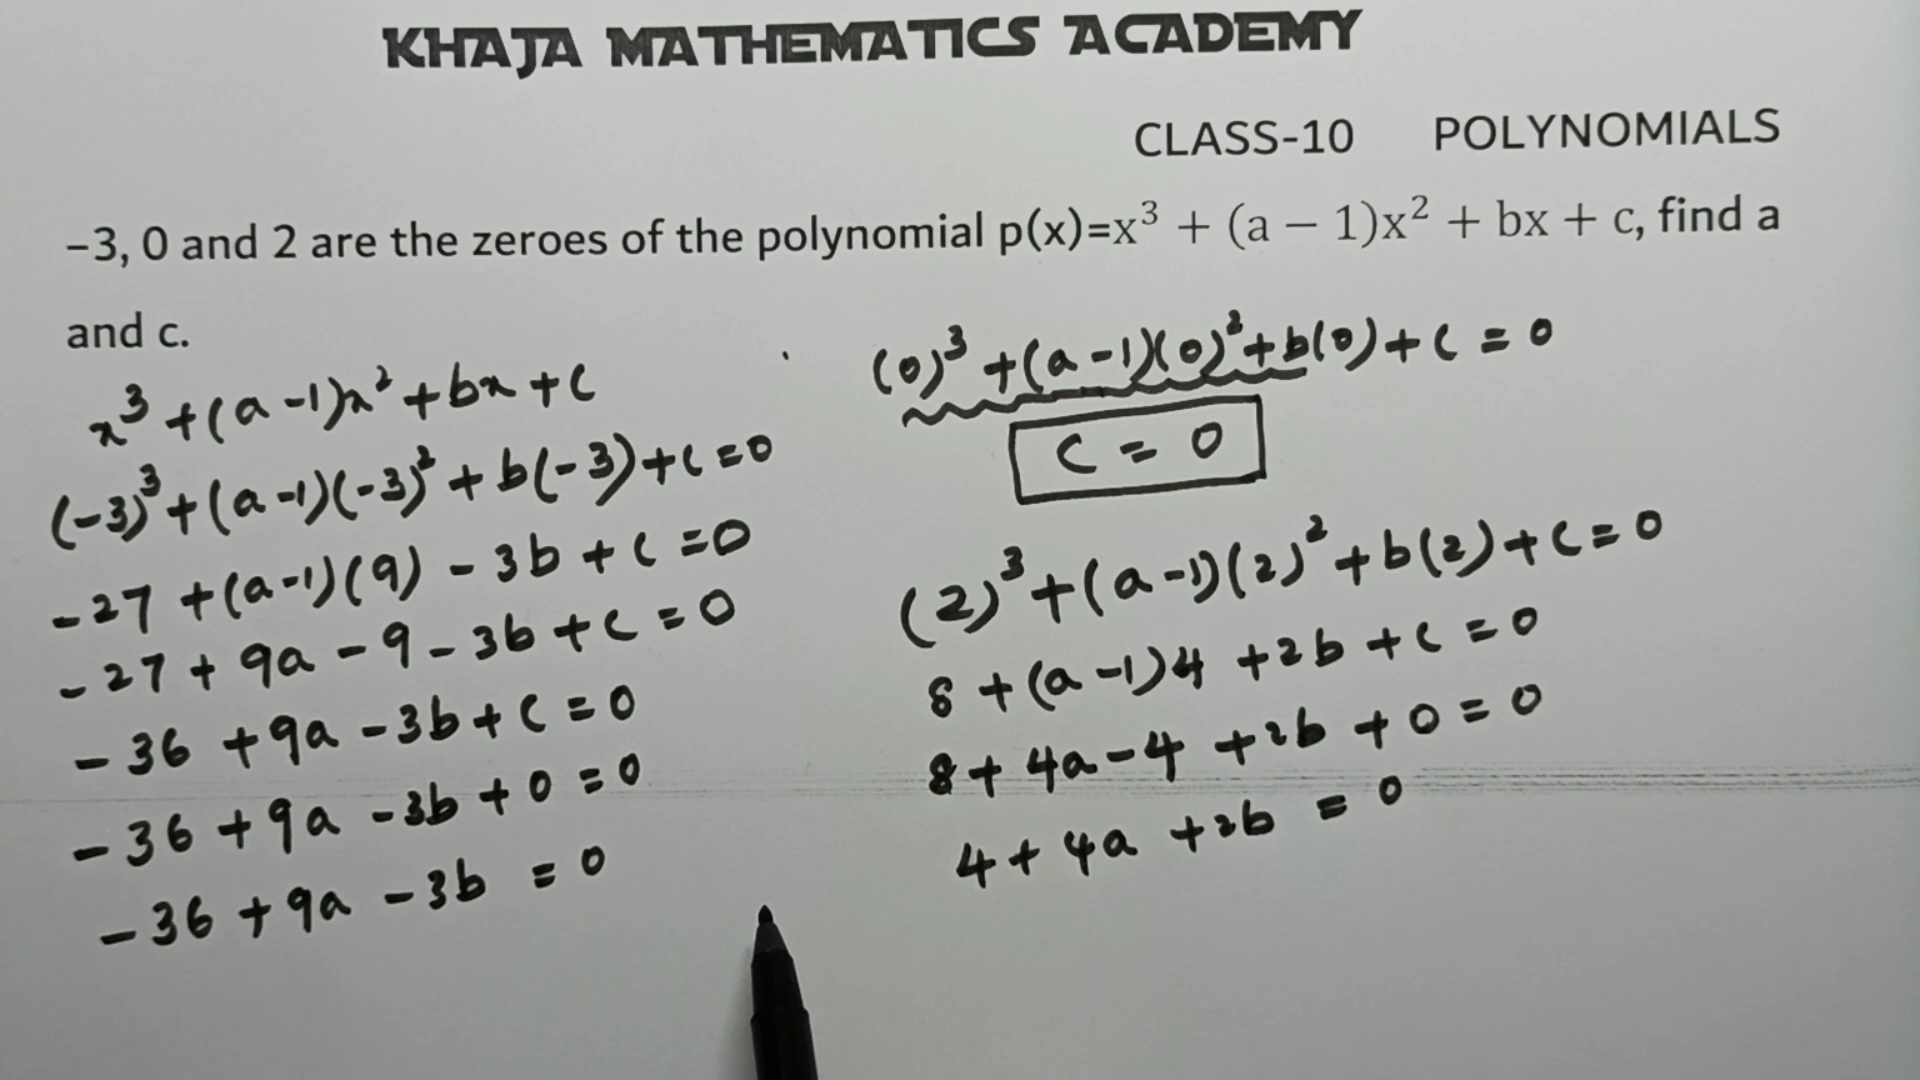 KHAJA MATHEMATICS ACADEMY
CLASS-10 POLYNOMIALS
−3, 0 and 2 are the zeroes of the polynomial p(x)=x³ + (a − 1)x² + bx + c, find a
and c.
x³ + (a-1)x² + bx + c
(-3)³ + (a-1)(-3)² + b(-3) + c = 0
-27 + (a-1)(9) - 3b + c = 0
-27 + 9a - 9 - 3b + c = 0
-36 + 9a - 3b + c = 0
-36 + 9a - 3b + 0 = 0
-36 + 9a - 3b = 0
(0)³ + (a-1)(0)² + b(0) + c = 0
c = 0
(2)³ + (a-1)(2)² + b(2) + c = 0
8 + (a-1)4 + 2b + c = 0
8 + 4a - 4 + 2b + 0 = 0
4 + 4a + 2b = 0